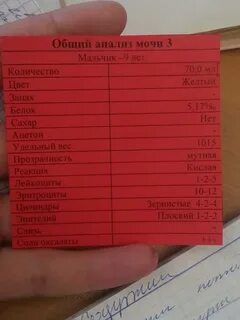 Общий анализ мочи 3
Мальчик -9 лет.
Количество 70,0 мл
Цвет Желтый
Запах -
Белок 5,17‰
Сахар Нет
Ацетон -
Удельный вес. 1015
Прозрачность мутная
Реакция Кислая
Лейкоциты 1-2-5
Эритроциты 10-12
Цилиндры Зернистые 4-2-4
Эпителий Плоский 1-2-2
Слизь
Соли оксалаты